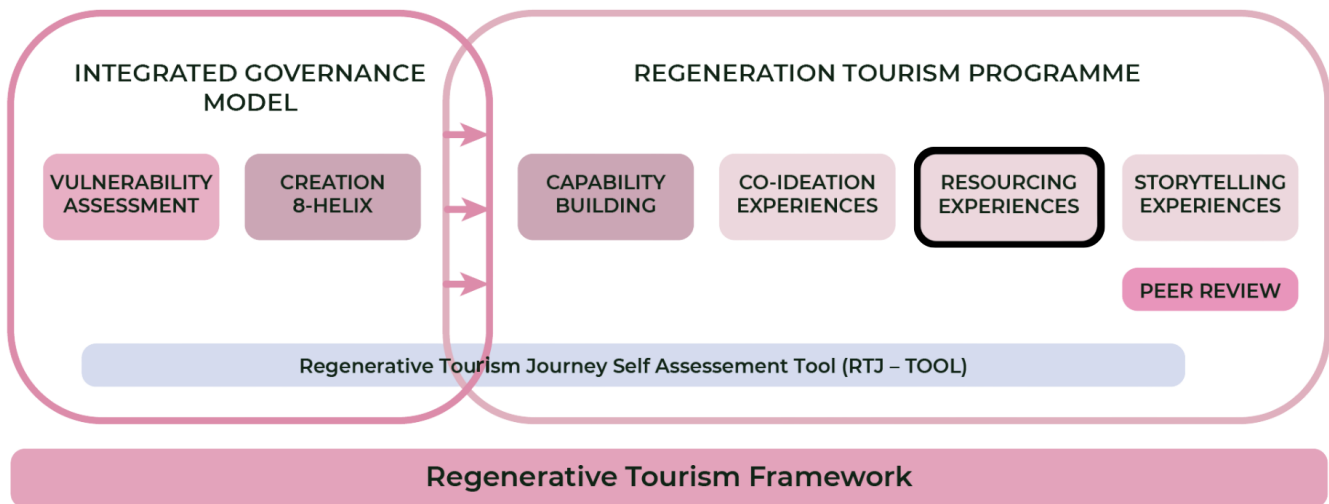 INTEGRATED GOVERNANCE
MODEL
REGENERATION TOURISM PROGRAMME
VULNERABILITY
ASSESSMENT
CREATION
8-HELIX
CAPABILITY
BUILDING
CO-IDEATION
EXPERIENCES
RESOURCING
EXPERIENCES
STORYTELLING
EXPERIENCES
PEER REVIEW
Regenerative Tourism Journey Self Assessement Tool (RTJ – TOOL)
Regenerative Tourism Framework